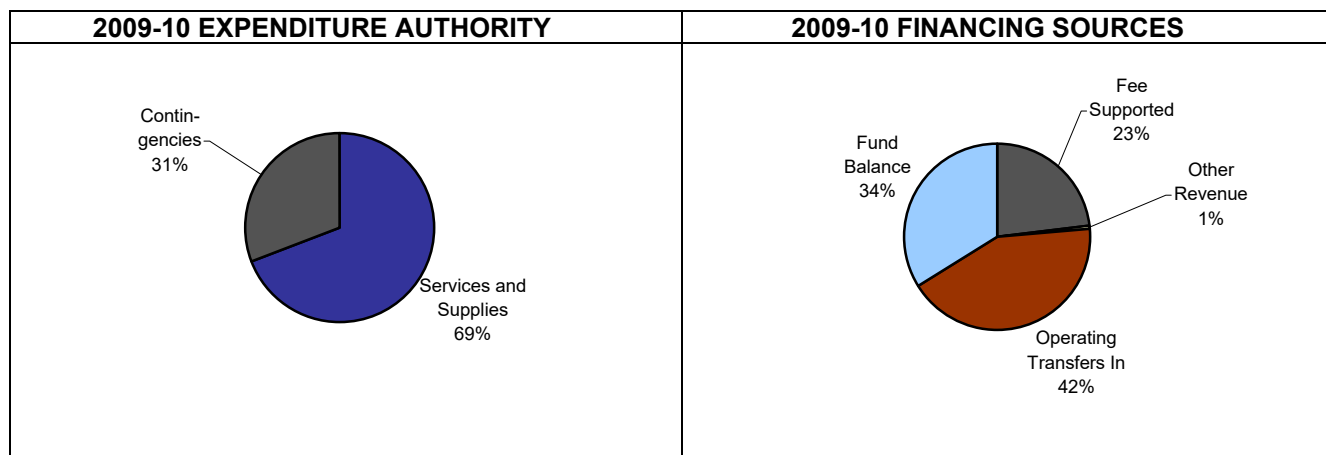 2009-10 EXPENDITURE AUTHORITY
Contin-
gencies
31%
Services and
Supplies
69%
2009-10 FINANCING SOURCES
Fee
Supported
23%
Other
Revenue
1%
Operating
Transfers In
42%
Fund
Balance
34%